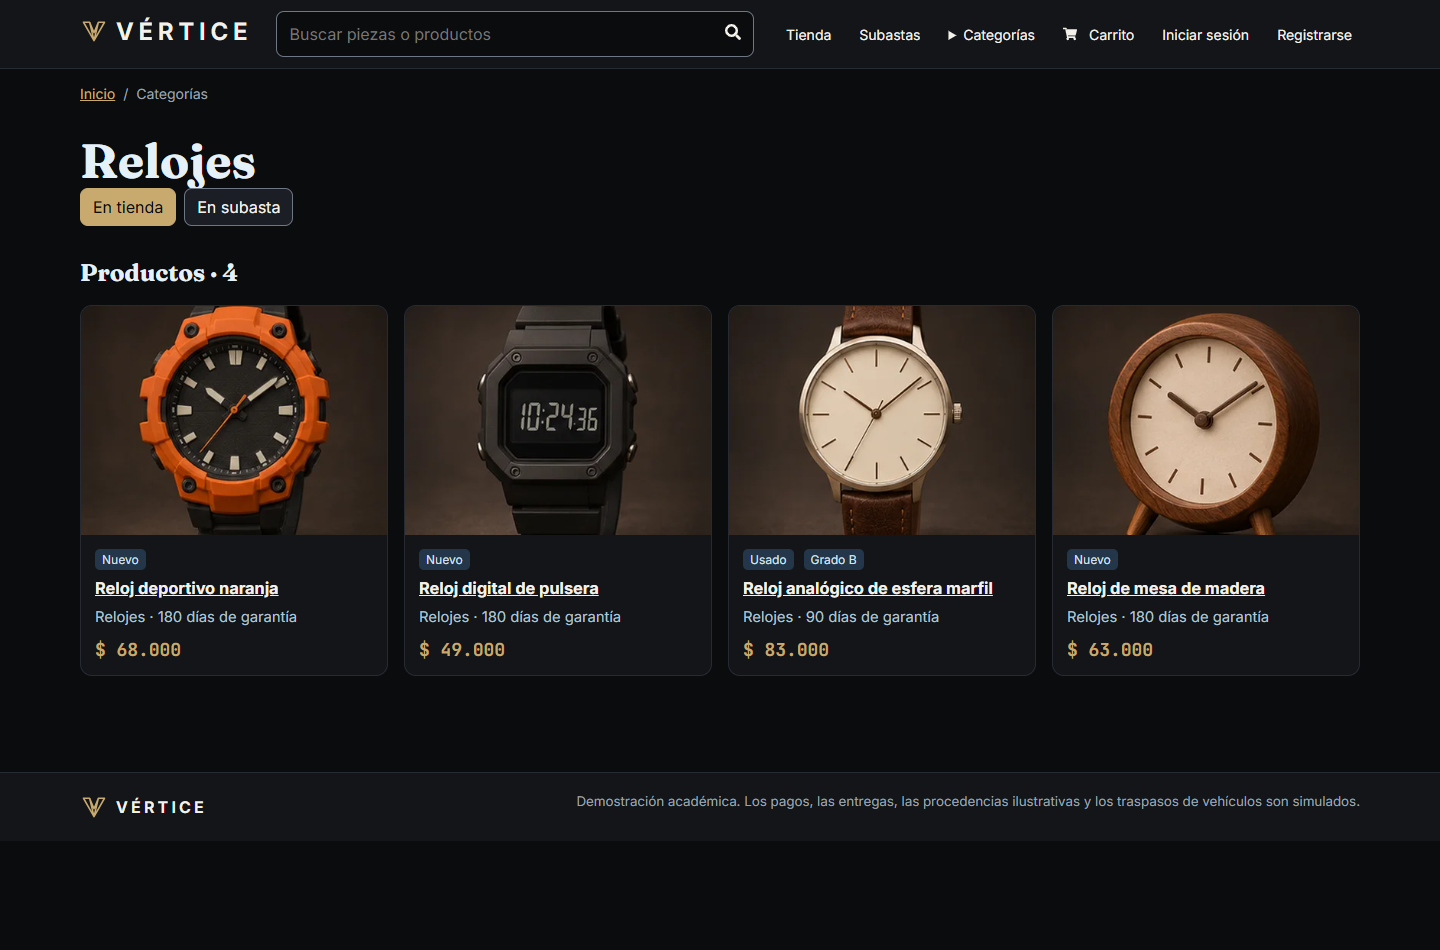 VÉRTICE
Buscar piezas o productos
Tienda
Subastas
Categorías
Carrito
Iniciar sesión
Registrarse
Inicio / Categorías
Relojes
En tienda
En subasta
Productos · 4
10:24 36
Nuevo
Reloj deportivo naranja
Relojes · 180 días de garantía
$ 68.000
Nuevo
Reloj digital de pulsera
Relojes · 180 días de garantía
$ 49.000
Usado Grado B
Reloj analógico de esfera marfil
Relojes · 90 días de garantía
$ 83.000
Nuevo
Reloj de mesa de madera
Relojes · 180 días de garantía
$ 63.000
VÉRTICE
Demostración académica. Los pagos, las entregas, las procedencias ilustrativas y los traspasos de vehículos son simulados.